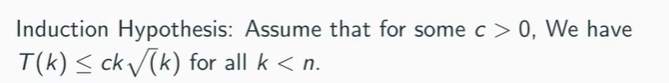 Induction Hypothesis: Assume that for some c > 0, We have
T(k) ≤ ck√(k) for all k < n.